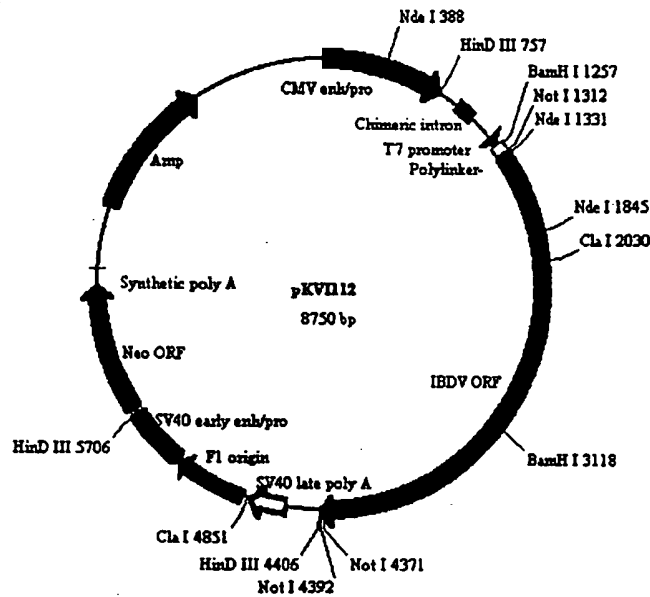 Nde I 388
HinD III 757
BamH I 1257
Not I 1312
Nde I 1331
CMV enh/pro
Chimeric intron
T7 promoter
Polylinker-
Amp
Nde I 1845
Cla I 2030
Synthetic poly A
pKVI112
8750 bp
Neo ORF
IBDV ORF
SV40 early enh/pro
HinD III 5706
F1 origin
BamH I 3118
SV40 late poly A
Cla I 4851
HinD III 4406
Not I 4371
Not I 4392